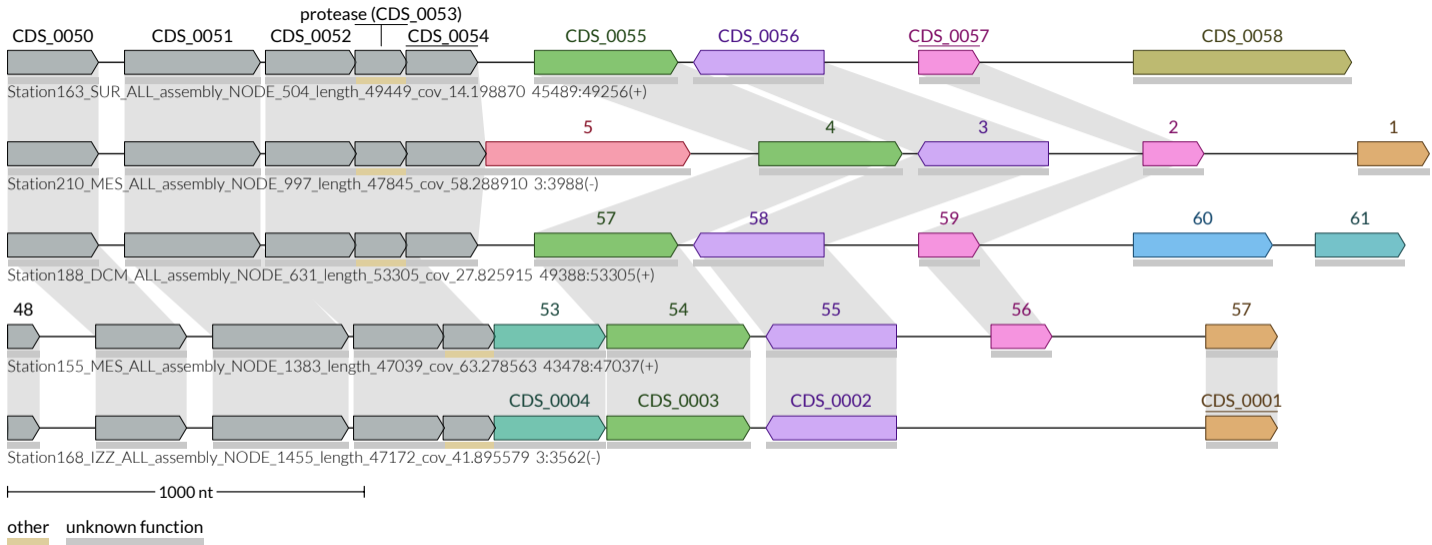 protease (CDS_0053)
CDS_0050 CDS_0051 CDS_0052 CDS_0054 CDS_0055 CDS_0056 CDS_0057 CDS_0058
Station163_SUR_ALL_assembly_NODE_504_length_49449_cov_14.198870 45489:49256(+)
5 4 3 2 1
Station210_MES_ALL_assembly_NODE_997_length_47845_cov_58.288910 3:3988(-)
57 58 59 60 61
Station188_DCM_ALL_assembly_NODE_631_length_53305_cov_27.825915 49388:53305(+)
48 53 54 55 56 57
Station155_MES_ALL_assembly_NODE_1383_length_47039_cov_63.278563 43478:47037(+)
CDS_0004 CDS_0003 CDS_0002 CDS_0001
Station168_IZZ_ALL_assembly_NODE_1455_length_47172_cov_41.895579 3:3562(-)
1000 nt
other unknown function